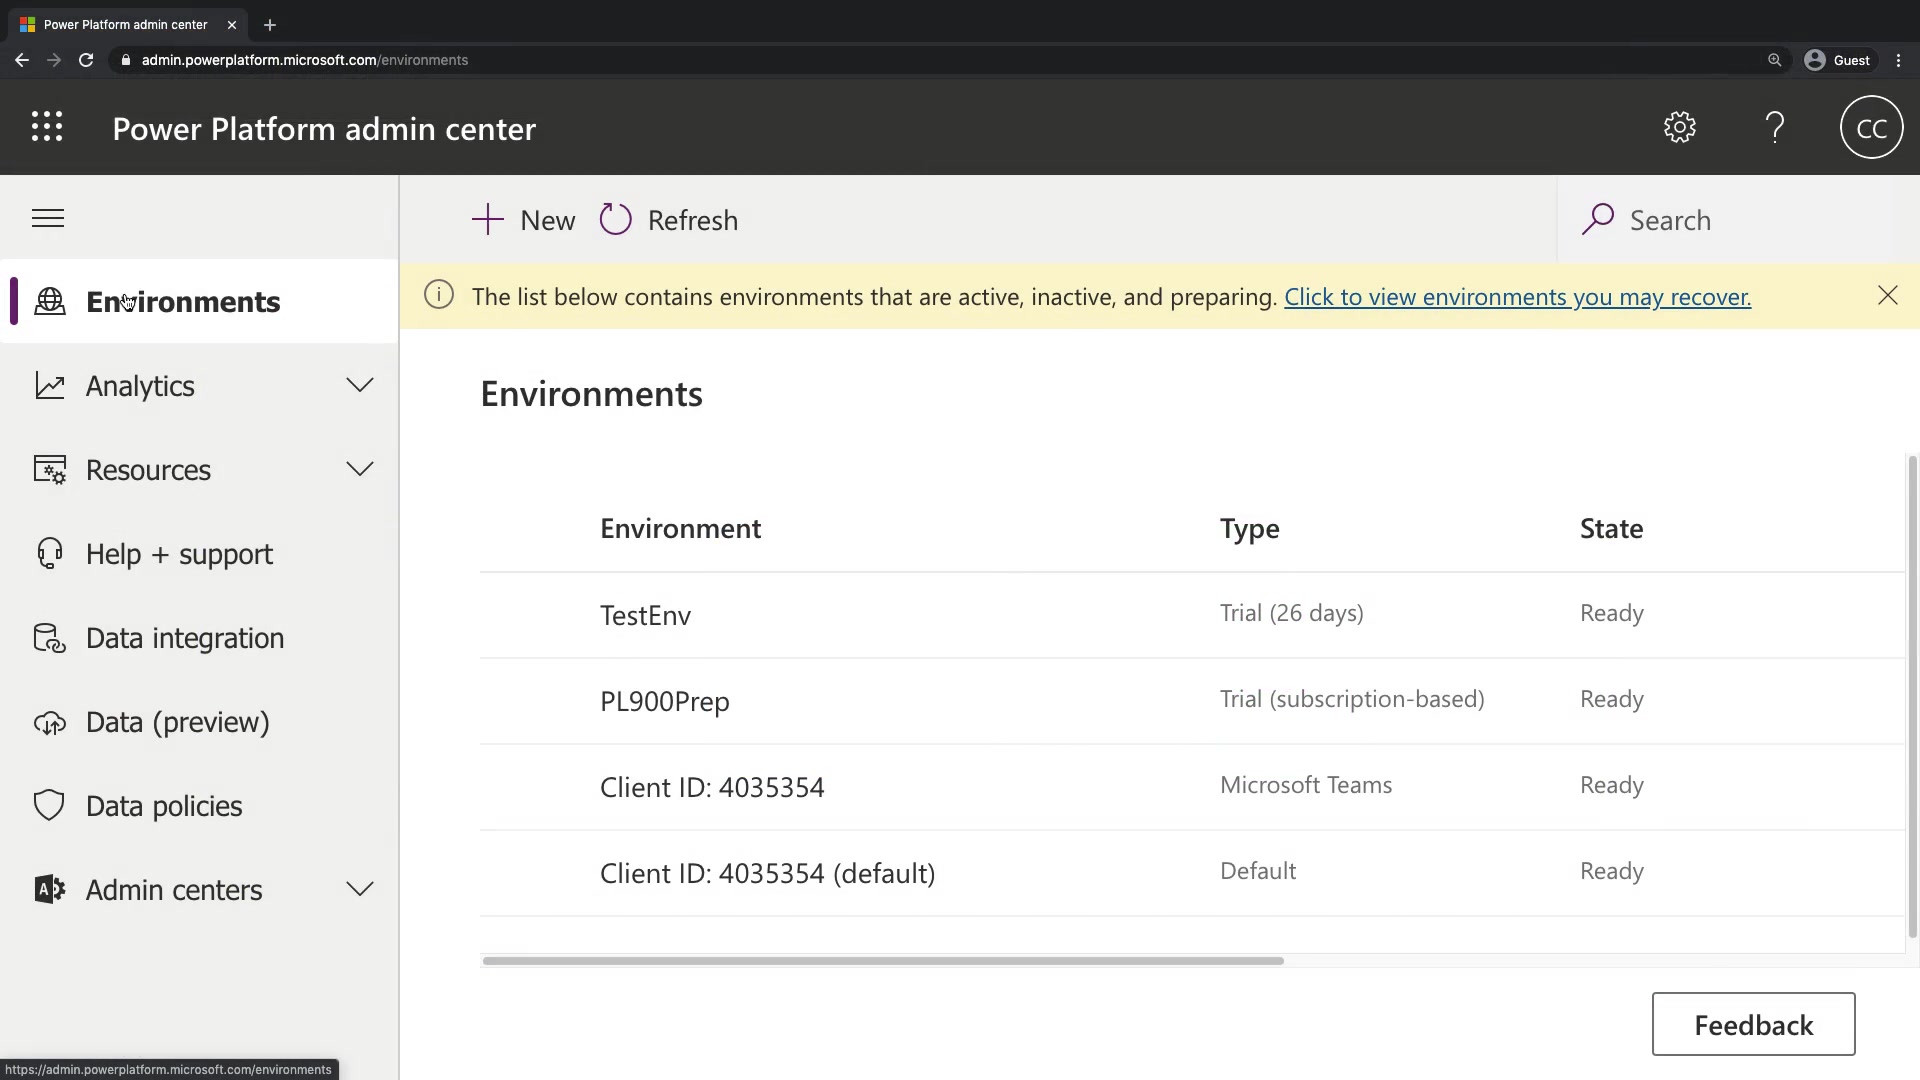 Power Platform admin center
admin.powerplatform.microsoft.com/environments
Guest
Power Platform admin center
CC
New
Refresh
Search
Environments
The list below contains environments that are active, inactive, and preparing. Click to view environments you may recover.
Analytics
Resources
Help + support
Data integration
Data (preview)
Data policies
Admin centers
Environments
Environment Type State
TestEnv Trial (26 days) Ready
PL900Prep Trial (subscription-based) Ready
Client ID: 4035354 Microsoft Teams Ready
Client ID: 4035354 (default) Default Ready
Feedback
https://admin.powerplatform.microsoft.com/environments